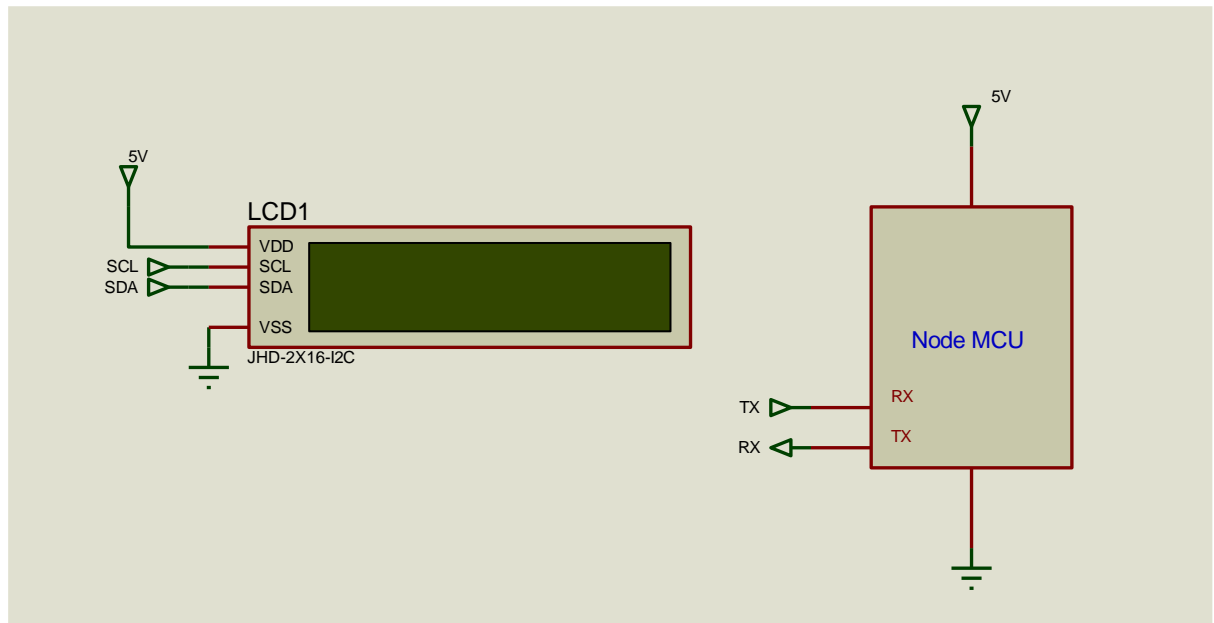 5V
LCD1
VDD
SCL
SCL
SDA
SDA
VSS
JHD-2X16-I2C
5V
Node MCU
TX
RX
RX
TX